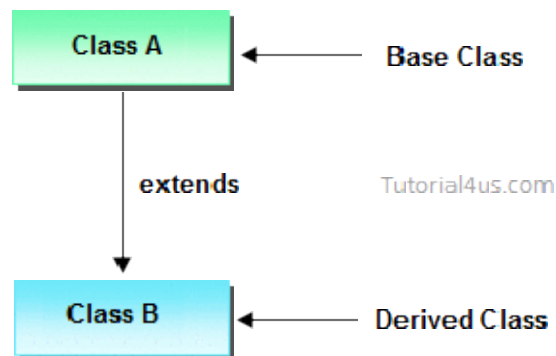 Class A
Base Class
extends
Tutorial4us.com
Class B
Derived Class